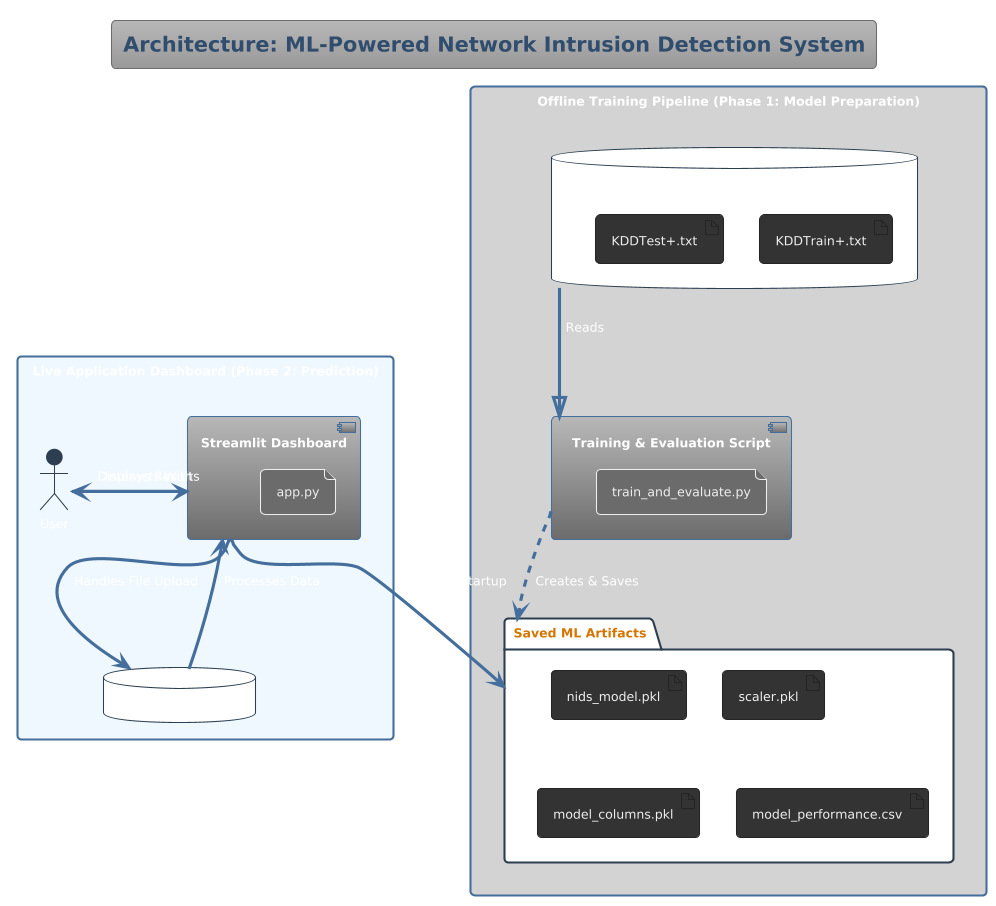 Architecture: ML-Powered Network Intrusion Detection System
Offline Training Pipeline (Phase 1: Model Preparation)
KDDTest+.txt
KDDTrain+.txt
Reads
Live Application Dashboard (Phase 2: Prediction)
Streamlit Dashboard
app.py
User
Training & Evaluation Script
train_and_evaluate.py
Handles File Upload
Processes Data
Creates & Saves
Saved ML Artifacts
nids_model.pkl
scaler.pkl
model_columns.pkl
model_performance.csv